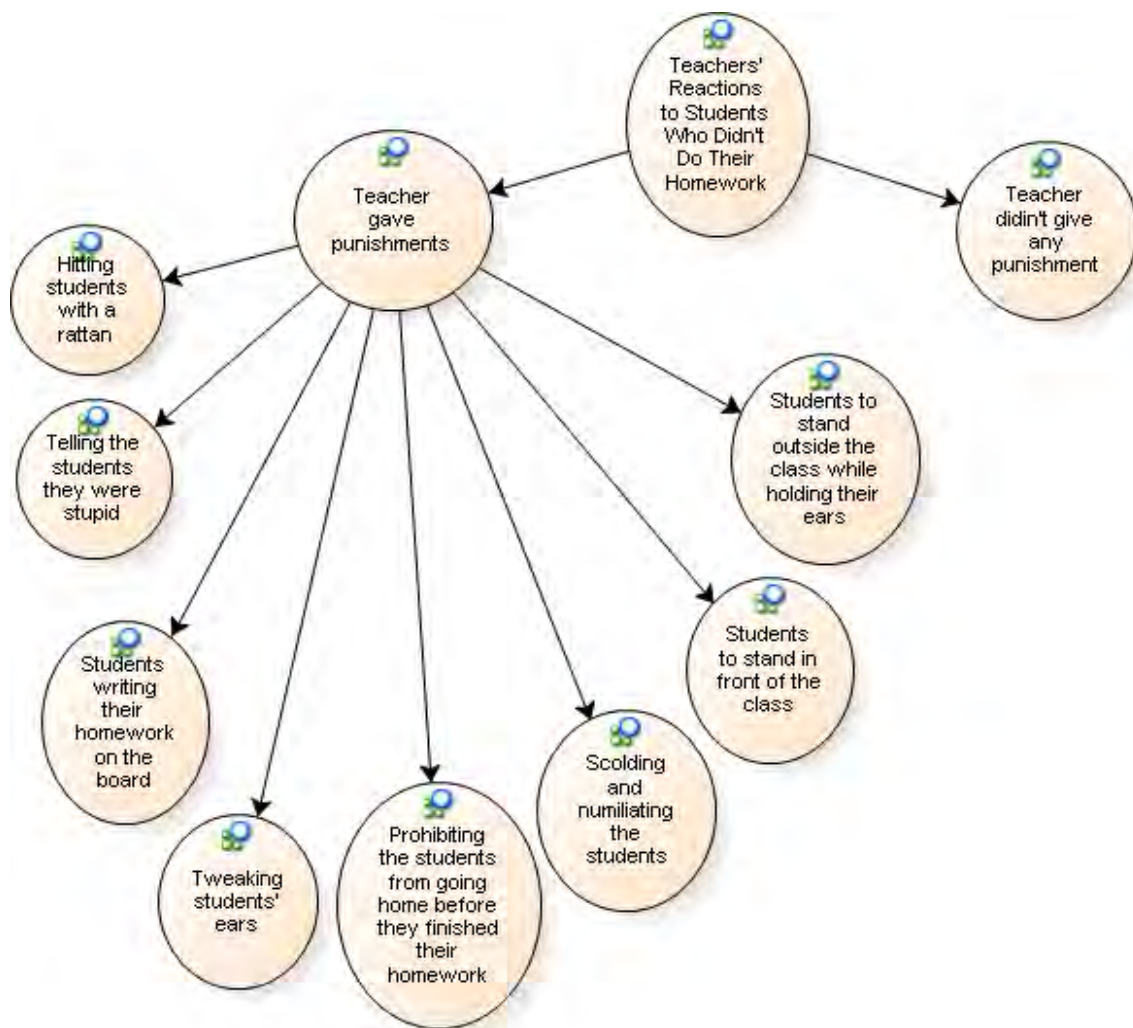 Teachers'
Reactions
to Students
Who Didn't
Do Their
Homework
Teacher
gave
punishments
Teacher
didin't give
any
punishment
Hitting
students
with a
rattan
Telling the
students
they were
stupid
Students
writing
their
homework
on the
board
Tweaking
students'
ears
Prohibiting
the students
from going
home before
they finished
their
homework
Scolding
and
numiliating
the
students
Students
to stand in
front of the
class
Students to
stand
outside the
class while
holding their
ears